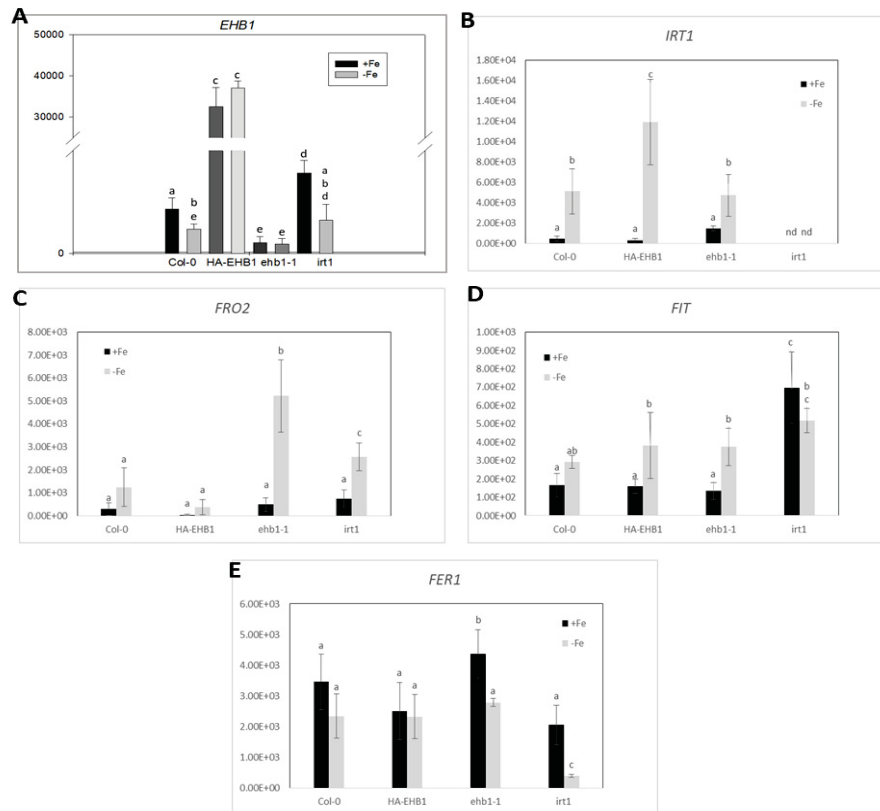 A
EHB1
50000
40000
30000
0
+Fe
-Fe
c c
d
a
a b
b d
e
e e
Col-0 HA-EHB1 ehb1-1 irt1
B
IRT1
1.80E+04
1.60E+04
1.40E+04
1.20E+04
1.00E+04
8.00E+03
6.00E+03
4.00E+03
2.00E+03
0.00E+00
+Fe
-Fe
a b a c a b nd nd
Col-0 HA-EHB1 ehb1-1 irt1
C
FRO2
8.00E+03
7.00E+03
6.00E+03
5.00E+03
4.00E+03
3.00E+03
2.00E+03
1.00E+03
0.00E+00
+Fe
-Fe
a a a a a b a c
Col-0 HA-EHB1 ehb1-1 irt1
D
FIT
1.00E+03
9.00E+02
8.00E+02
7.00E+02
6.00E+02
5.00E+02
4.00E+02
3.00E+02
2.00E+02
1.00E+02
0.00E+00
+Fe
-Fe
a ab a b a b c b
c
Col-0 HA-EHB1 ehb1-1 irt1
E
FER1
6.00E+03
5.00E+03
4.00E+03
3.00E+03
2.00E+03
1.00E+03
0.00E+00
+Fe
-Fe
a a a a b a a c
Col-0 HA-EHB1 ehb1-1 irt1